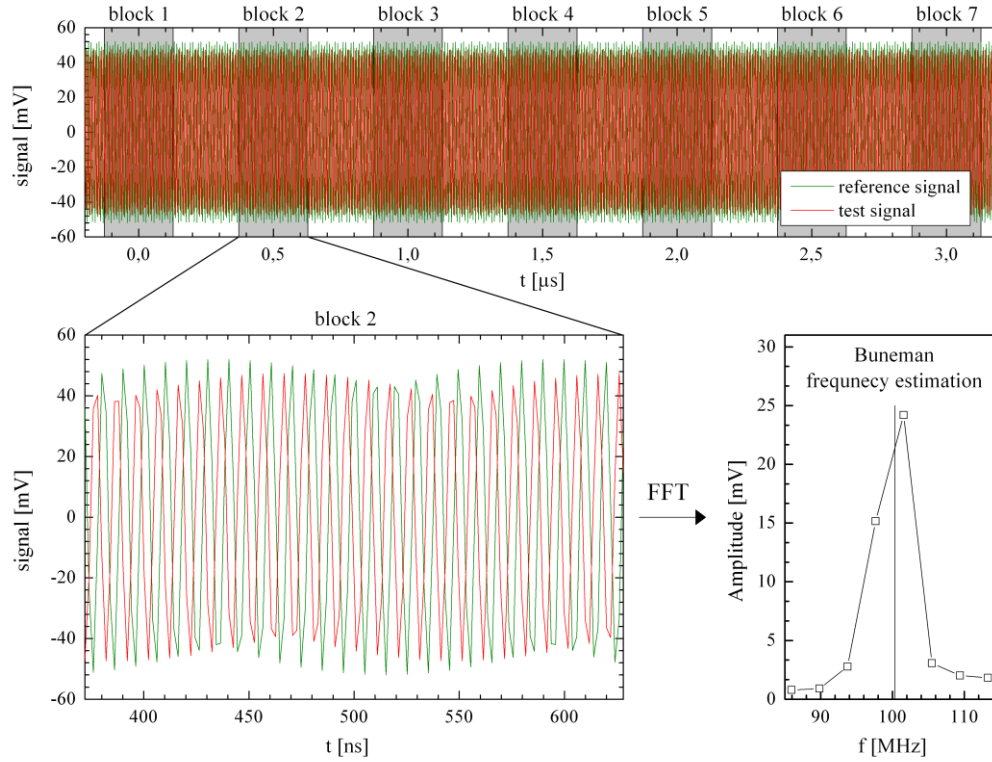 block 1 block 2 block 3 block 4 block 5 block 6 block 7
60
40
20
0
-20
-40
-60
signal [mV]
reference signal
test signal
0,0 0,5 1,0 1,5 2,0 2,5 3,0
t [µs]
block 2
60
40
20
0
-20
-40
-60
signal [mV]
400 450 500 550 600
t [ns]
FFT
Buneman
frequnecy estimation
30
25
20
15
10
5
0
Amplitude [mV]
90 100 110
f [MHz]